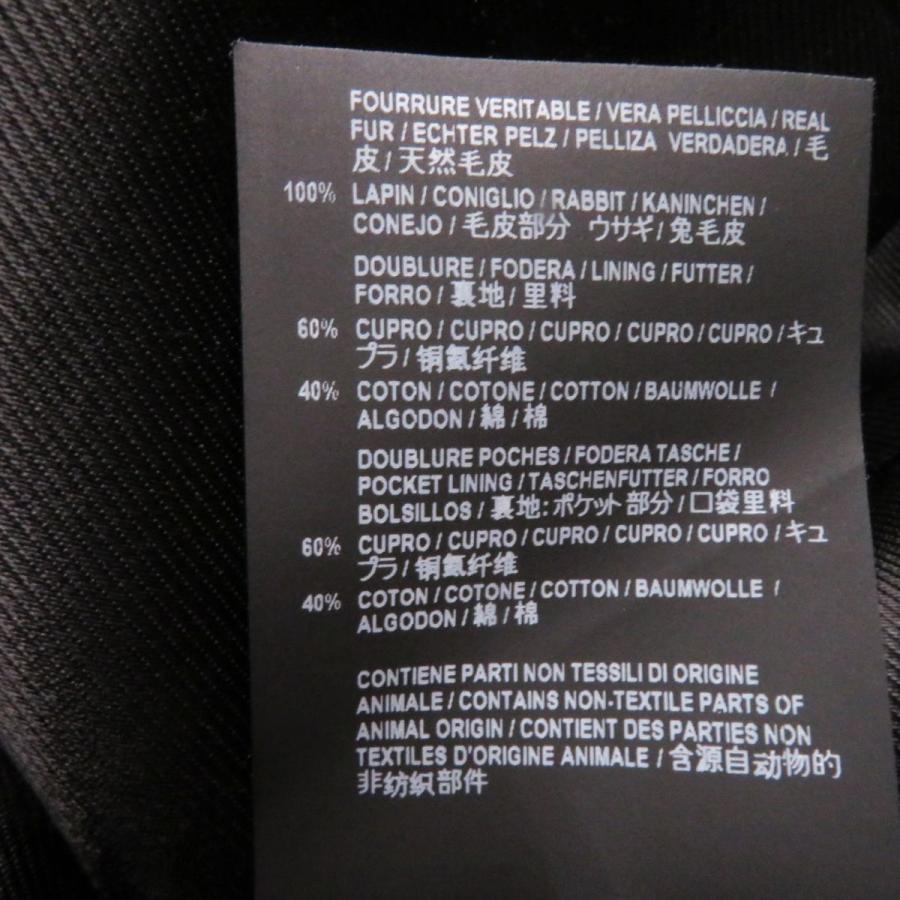 FOURRURE VERITABLE / VERA PELLICCIA / REAL
FUR / ECHTER PELZ / PELLIZA VERDADERA / 毛
皮 / 天然毛皮
100% LAPIN / CONIGLIO / RABBIT / KANINCHEN /
CONEJO / 毛皮部分 ウサギ / 兔毛皮
DOUBLURE / FODERA / LINING / FUTTER /
FORRO / 裏地 / 里料
60% CUPRO / CUPRO / CUPRO / CUPRO / CUPRO / キュ
プラ / 铜氨纤维
40% COTON / COTONE / COTTON / BAUMWOLLE /
ALGODON / 綿 / 棉
DOUBLURE POCHES / FODERA TASCHE /
POCKET LINING / TASCHENFUTTER / FORRO
BOLSILLOS / 裏地:ポケット部分 / 口袋里料
60% CUPRO / CUPRO / CUPRO / CUPRO / CUPRO / キュ
プラ / 铜氨纤维
40% COTON / COTONE / COTTON / BAUMWOLLE /
ALGODON / 綿 / 棉
CONTIENE PARTI NON TESSILI DI ORIGINE
ANIMALE / CONTAINS NON-TEXTILE PARTS OF
ANIMAL ORIGIN / CONTIENT DES PARTIES NON
TEXTILES D'ORIGINE ANIMALE / 含源自动物的
非纺织部件